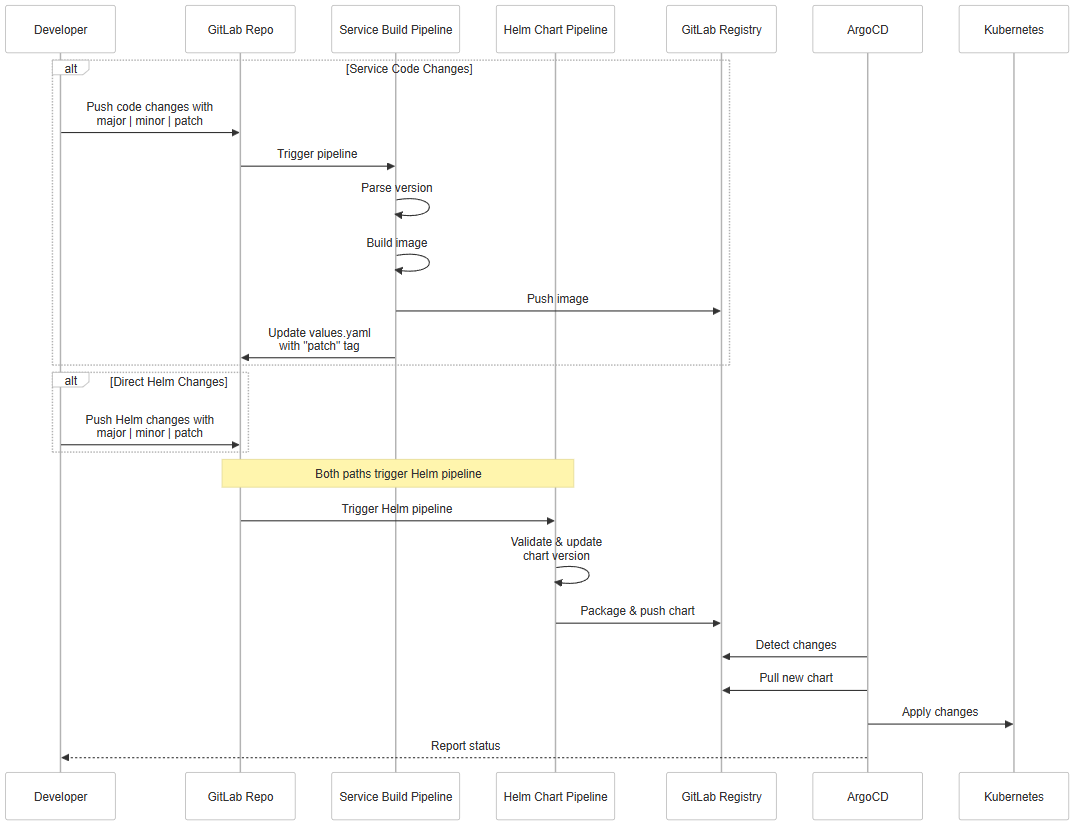 Developer
GitLab Repo
Service Build Pipeline
Helm Chart Pipeline
GitLab Registry
ArgoCD
Kubernetes
alt
[Service Code Changes]
Push code changes with
major | minor | patch
Trigger pipeline
Parse version
Build image
Push image
Update values.yaml
with "patch" tag
alt
[Direct Helm Changes]
Push Helm changes with
major | minor | patch
Both paths trigger Helm pipeline
Trigger Helm pipeline
Validate & update
chart version
Package & push chart
Detect changes
Pull new chart
Apply changes
Report status
Developer
GitLab Repo
Service Build Pipeline
Helm Chart Pipeline
GitLab Registry
ArgoCD
Kubernetes